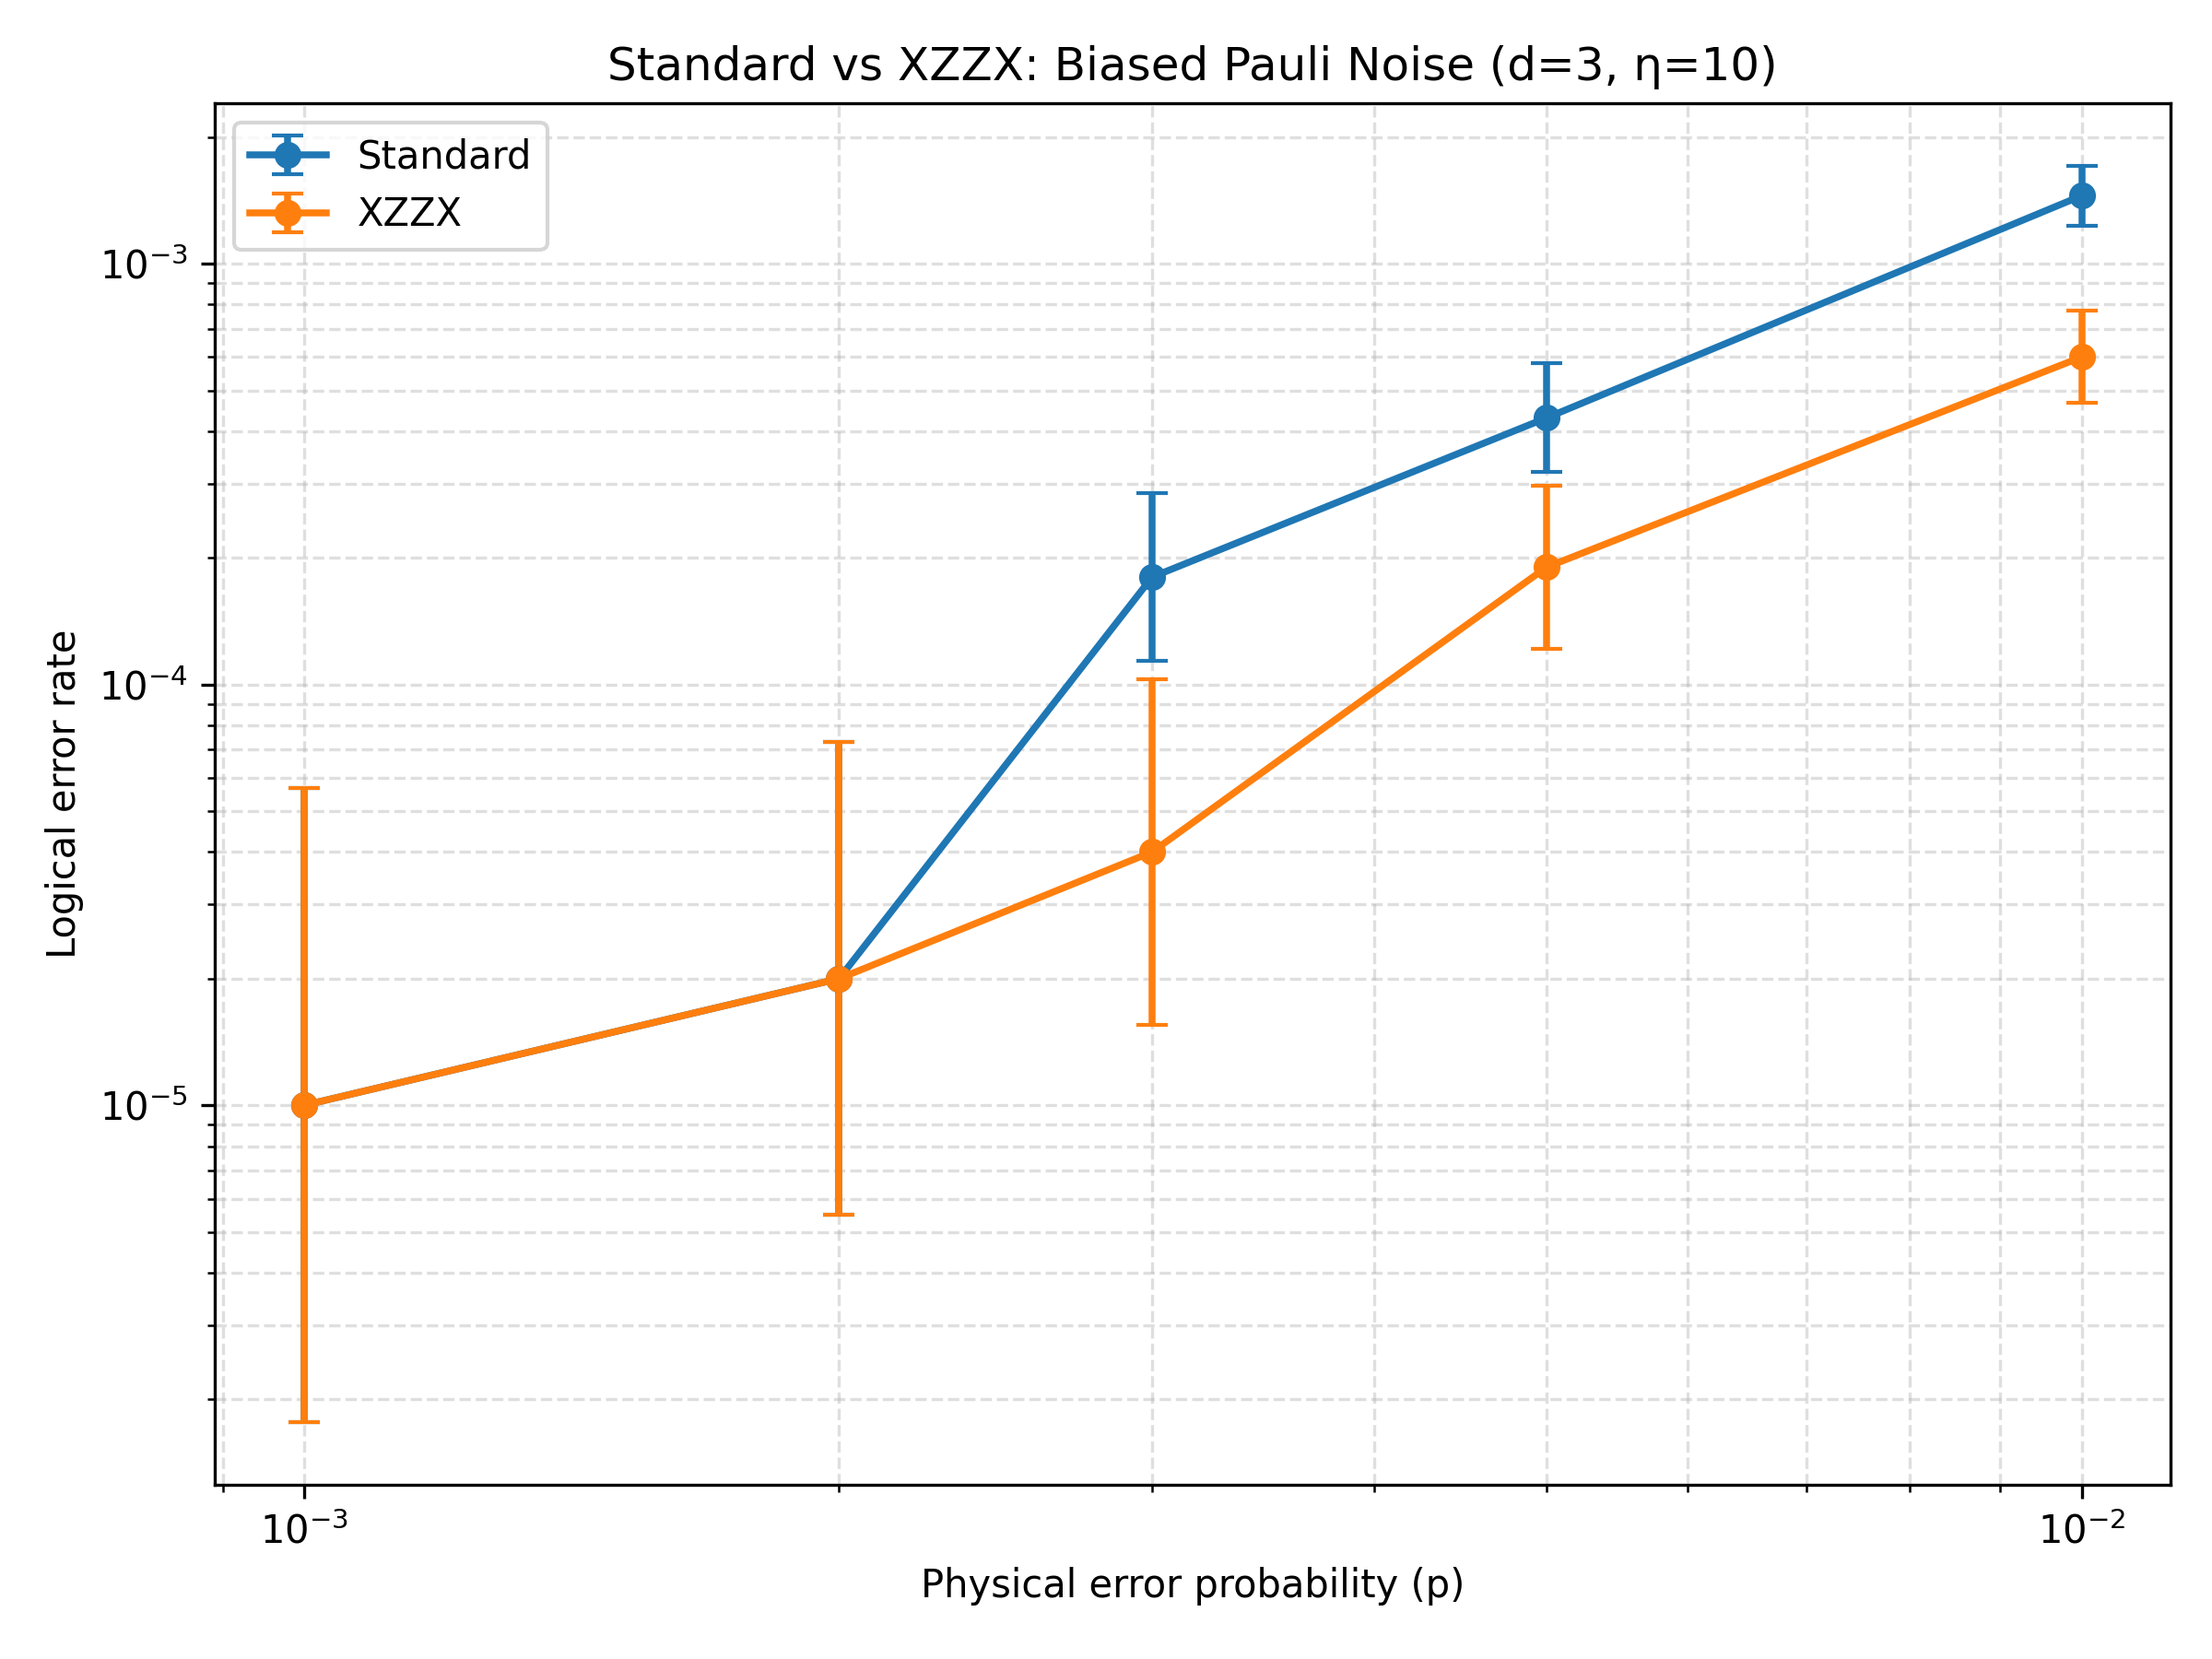 Standard vs XZZX: Biased Pauli Noise (d=3, η=10)
Standard
XZZX
10⁻³
10⁻⁴
10⁻⁵
Logical error rate
10⁻³
10⁻²
Physical error probability (p)